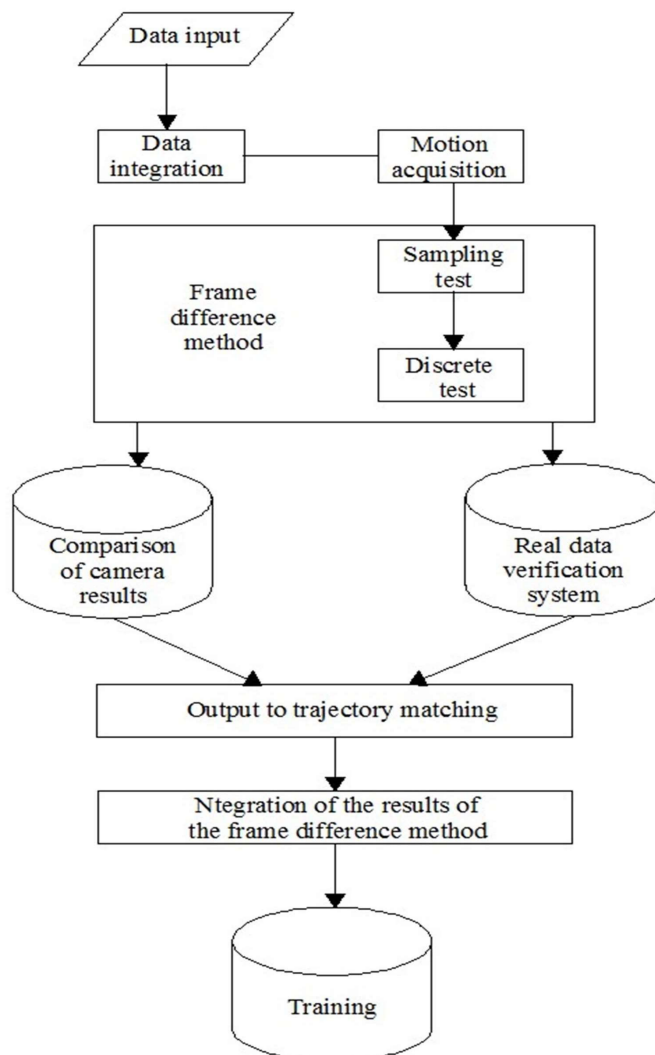 Data input
Data
integration
Motion
acquisition
Sampling
test
Frame
difference
method
Discrete
test
Comparison
of camera
results
Real data
verification
system
Output to trajectory matching
Ntegration of the results of
the frame difference method
Training